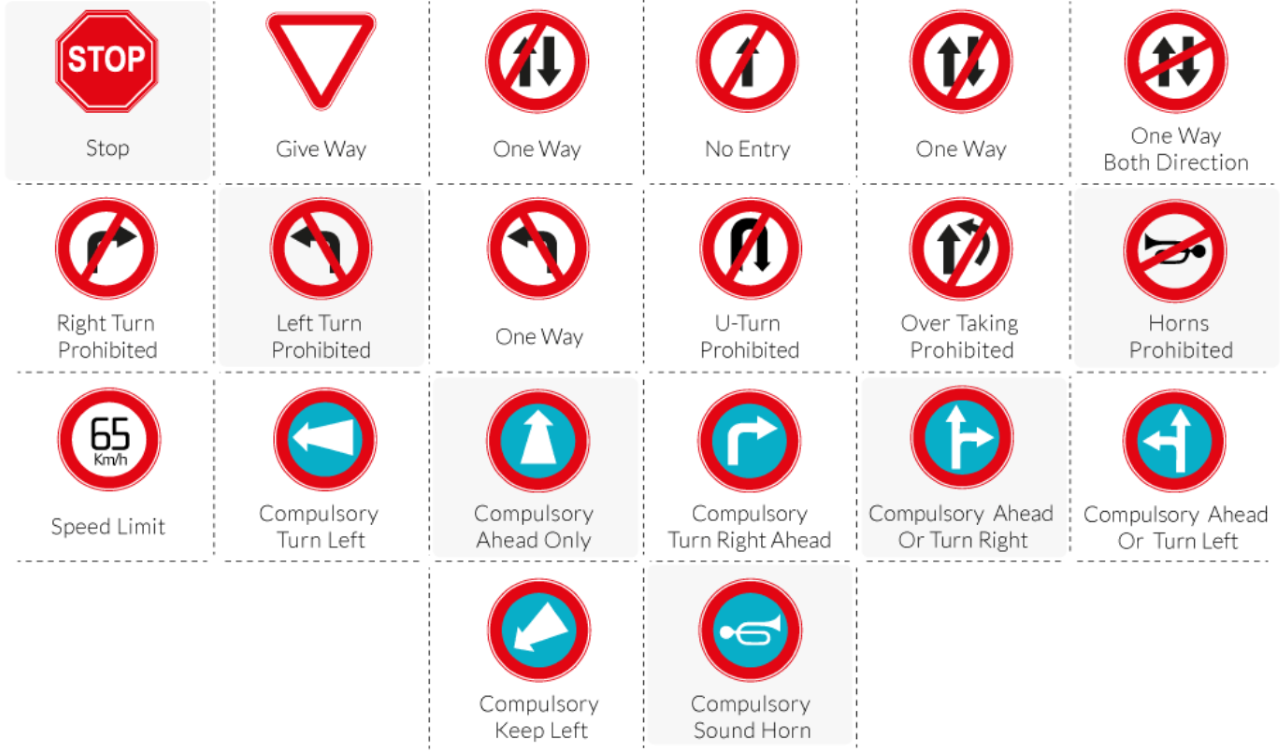 STOP
Stop
Give Way
One Way
No Entry
One Way
One Way
Both Direction
Right Turn
Prohibited
Left Turn
Prohibited
One Way
U-Turn
Prohibited
Over Taking
Prohibited
Horns
Prohibited
65
Km/h
Speed Limit
Compulsory
Turn Left
Compulsory
Ahead Only
Compulsory
Turn Right Ahead
Compulsory Ahead
Or Turn Right
Compulsory Ahead
Or Turn Left
Compulsory
Keep Left
Compulsory
Sound Horn